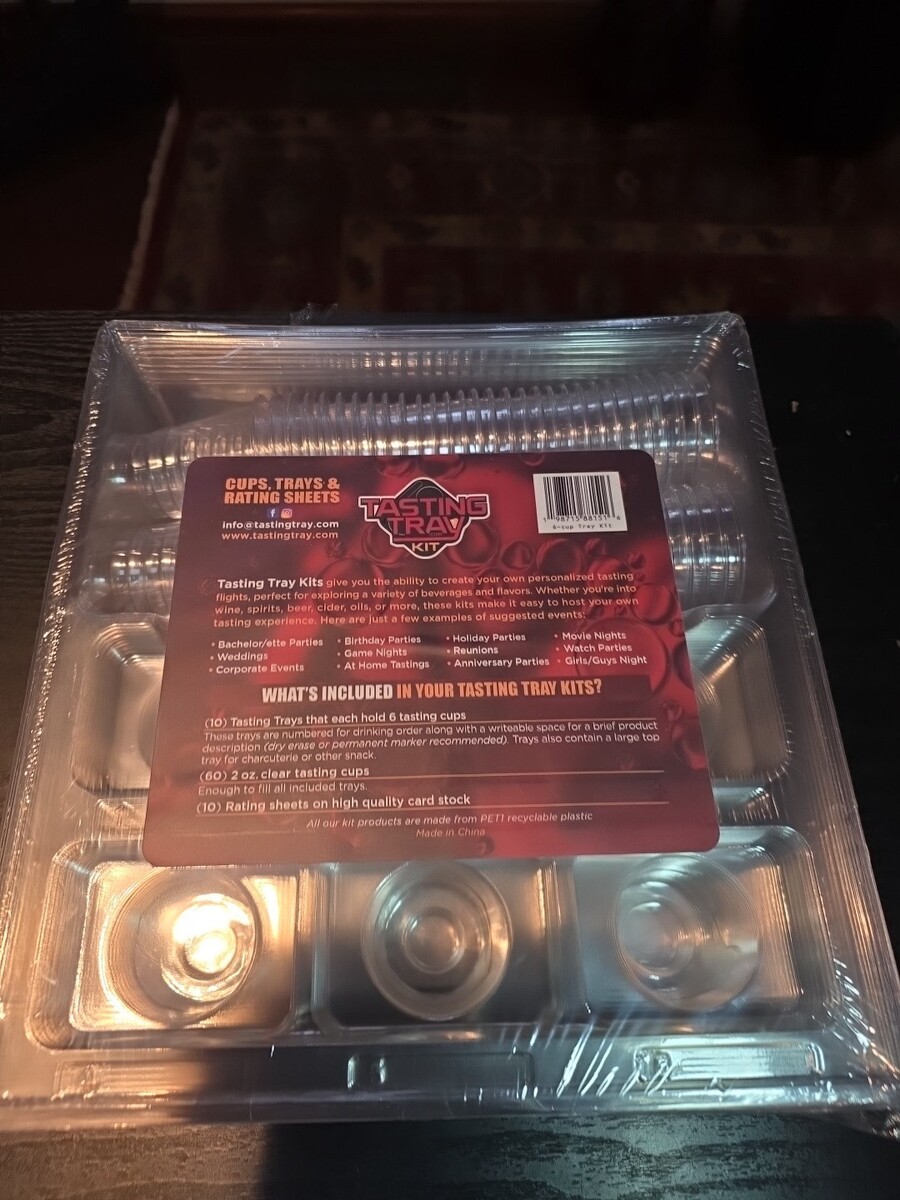 CUPS, TRAYS &
RATING SHEETS
info@tastingtray.com
www.tastingtray.com
TASTING
TRAY
KIT
1 98715 88151 6
6-cup Tray Kit
Tasting Tray Kits give you the ability to create your own personalized tasting
flights, perfect for exploring a variety of beverages and flavors. Whether you're into
wine, spirits, beer, cider, oils, or more, these kits make it easy to host your own
tasting experience. Here are just a few examples of suggested events:
• Bachelor/ette Parties
• Weddings
• Corporate Events
• Birthday Parties
• Game Nights
• At Home Tastings
• Holiday Parties
• Reunions
• Anniversary Parties
• Movie Nights
• Watch Parties
• Girls/Guys Night
WHAT'S INCLUDED IN YOUR TASTING TRAY KITS?
(10) Tasting Trays that each hold 6 tasting cups
These trays are numbered for drinking order along with a writeable space for a brief product
description (dry erase or permanent marker recommended). Trays also contain a large top
tray for charcuterie or other snack.
(60) 2 oz. clear tasting cups
Enough to fill all included trays.
(10) Rating sheets on high quality card stock
All our kit products are made from PET1 recyclable plastic
Made in China